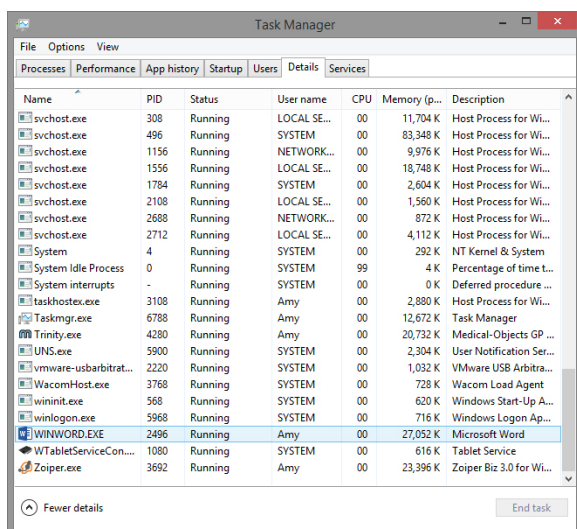 Task Manager
File Options View
Processes Performance App history Startup Users Details Services
Name PID Status User name CPU Memory (p... Description
svchost.exe 308 Running LOCAL SE... 00 11,704 K Host Process for Wi...
svchost.exe 496 Running SYSTEM 00 83,348 K Host Process for Wi...
svchost.exe 1156 Running NETWORK... 00 9,976 K Host Process for Wi...
svchost.exe 1556 Running LOCAL SE... 00 18,748 K Host Process for Wi...
svchost.exe 1784 Running SYSTEM 00 2,604 K Host Process for Wi...
svchost.exe 2108 Running LOCAL SE... 00 1,560 K Host Process for Wi...
svchost.exe 2688 Running NETWORK... 00 872 K Host Process for Wi...
svchost.exe 2712 Running LOCAL SE... 00 4,112 K Host Process for Wi...
System 4 Running SYSTEM 00 292 K NT Kernel & System
System Idle Process 0 Running SYSTEM 99 4 K Percentage of time t...
System interrupts - Running SYSTEM 00 0 K Deferred procedure ...
taskhostex.exe 3108 Running Amy 00 2,880 K Host Process for Wi...
Taskmgr.exe 6788 Running Amy 00 12,672 K Task Manager
Trinity.exe 4280 Running Amy 00 20,732 K Medical-Objects GP ...
UNS.exe 5900 Running SYSTEM 00 2,304 K User Notification Ser...
vmware-usbarbitrat... 2220 Running SYSTEM 00 1,032 K VMware USB Arbitra...
WacomHost.exe 3768 Running SYSTEM 00 728 K Wacom Load Agent
wininit.exe 568 Running SYSTEM 00 620 K Windows Start-Up A...
winlogon.exe 5968 Running SYSTEM 00 716 K Windows Logon Ap...
WINWORD.EXE 2496 Running Amy 00 27,052 K Microsoft Word
WTabletServiceCon.... 1080 Running SYSTEM 00 616 K Tablet Service
Zoiper.exe 3692 Running Amy 00 23,396 K Zoiper Biz 3.0 for Wi...
Fewer details End task